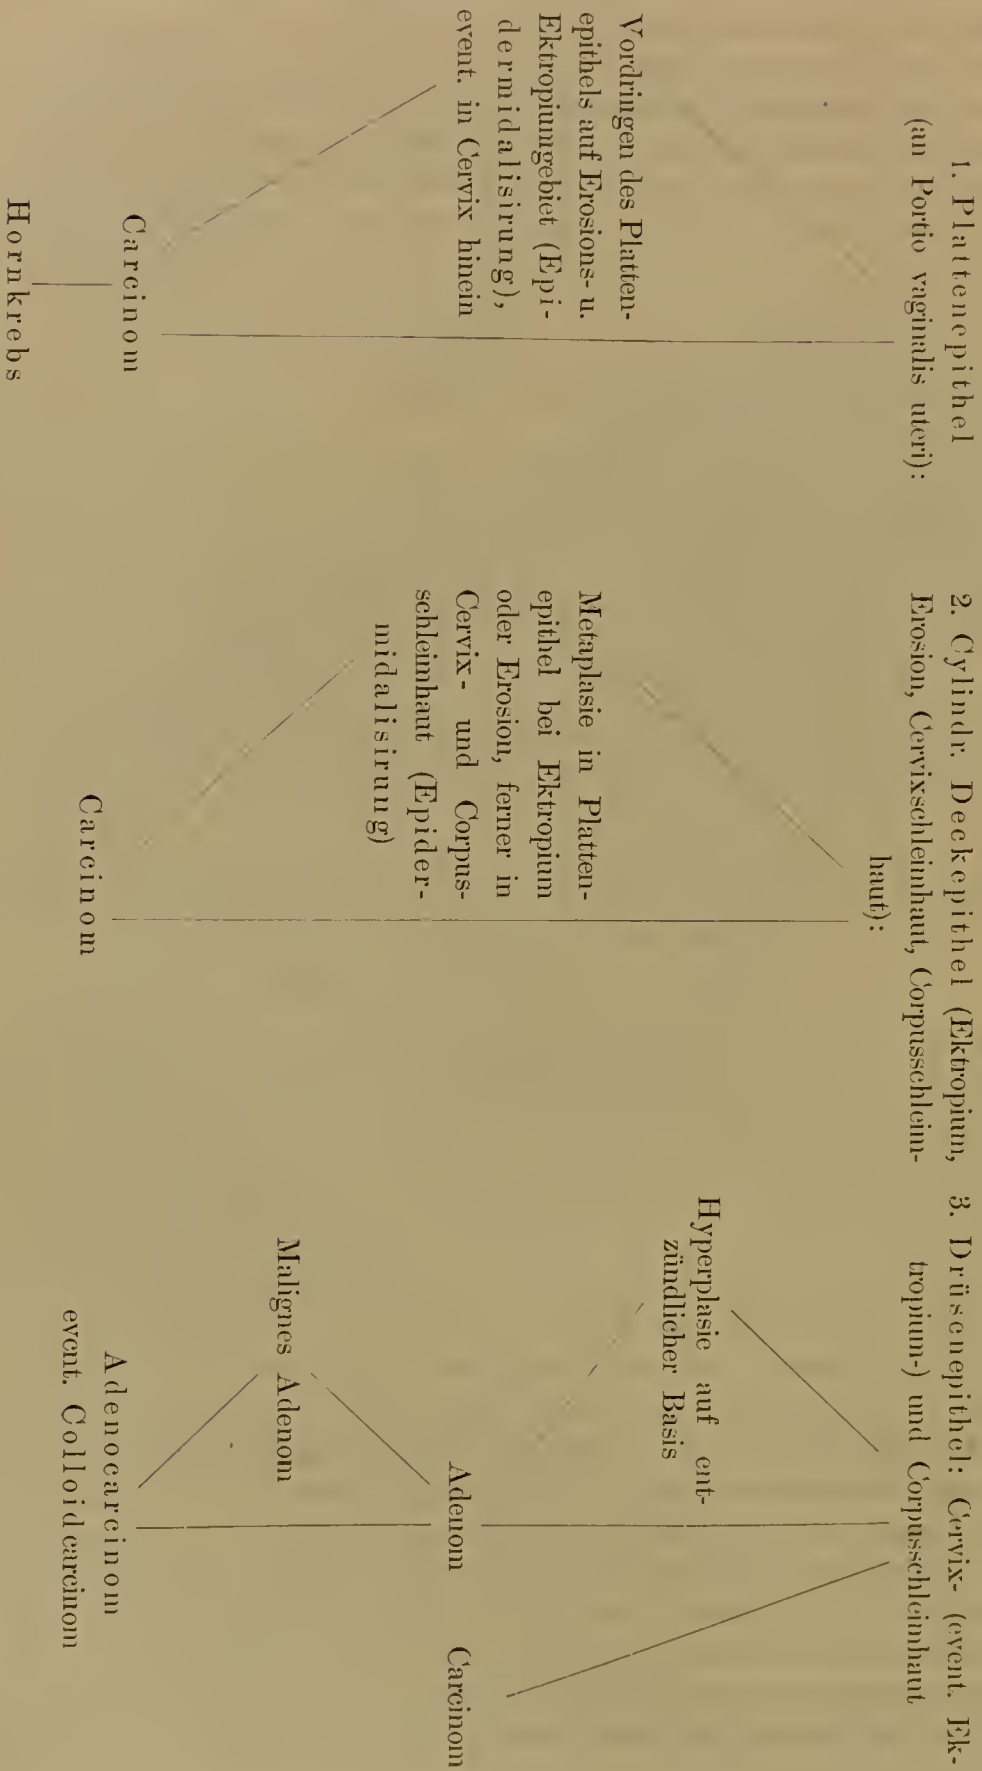 1. Plattenepithel
(an Portio vaginalis uteri):
Vordringen des Platten-
epithels auf Erosions- u.
Ektropiumgebiet (Epi-
dermidalisirung),
event. in Cervix hinein
Carcinom
Hornkrebs
2. Cylindr. Deckepithel (Ektropium,
Erosion, Cervixschleimhaut, Corpusschleim-
haut):
Metaplasie in Platten-
epithel bei Ektropium
oder Erosion, ferner in
Cervix- und Corpus-
schleimhaut (Epider-
midalisirung)
Carcinom
3. Drüsenepithel: Cervix- (event. Ek-
tropium-) und Corpusschleimhaut
Hyperplasie auf ent-
zündlicher Basis
Adenom
Carcinom
Malignes Adenom
Adenocarcinom
event. Colloidcarcinom